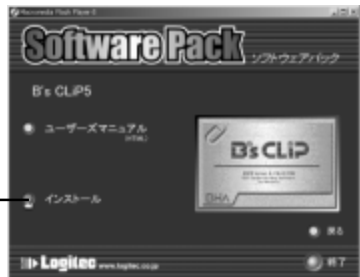 Macromedia Flash Player 6
Software Pack ソフトウェアパック
B's CLiP5
ユーザーズマニュアル
(HTML)
B's CLiP
インストール
BHA
戻る
Logitec www.logitec.co.jp
終了